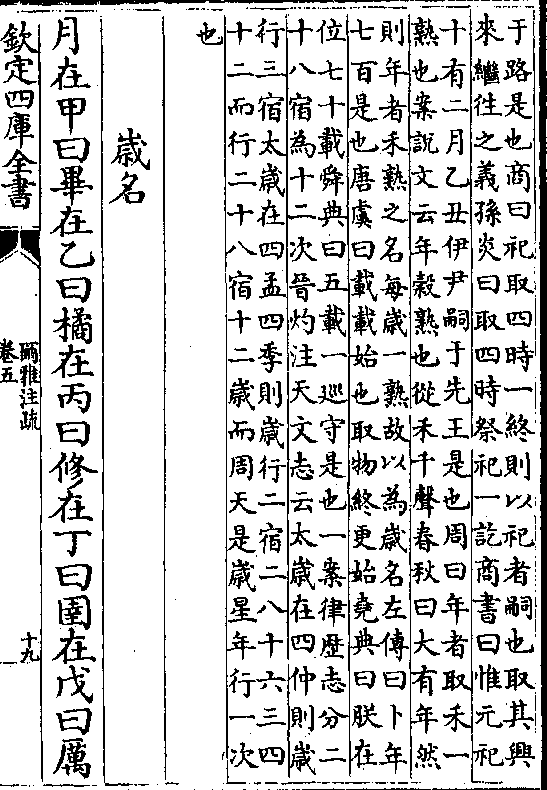 于路是也商曰祀取四時一終則以祀者嗣也取其興
來繼往之義孫炎曰取四時祭祀一訖商書曰惟元祀
十有二月乙丑伊尹嗣于先王是也周曰年者取禾一
熟也案說文云年穀熟也從禾千聲春秋曰大有年然
則年者禾熟之名每歲一熟故以為歲名左傳曰卜年
七百是也唐虞曰載載始也取物終更始堯典曰朕在
位七十載舜典曰五載一巡守是也一案律歷志分二
十八宿為十二次晉灼注天文志云太歲在四仲則歲
行三宿太歲在四孟四季則歲行二宿二八十六三四
十二而行二十八宿十二歲而周天是歲星年行一次
也
歲名
月在甲曰畢在乙曰橘在丙曰修在丁曰圉在戊曰厲
欽定四庫全書
爾雅注疏
卷五
十九